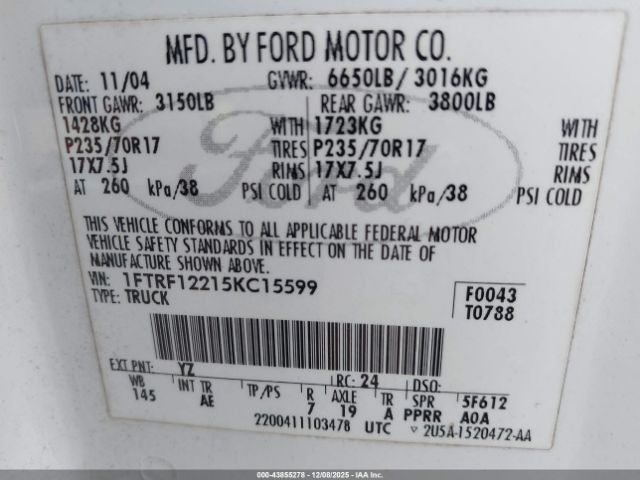 MFD. BY FORD MOTOR CO.
DATE: 11/04 GVWR: 6650LB/ 3016KG
FRONT GAWR: 3150LB REAR GAWR: 3800LB
1428KG WITH 1723KG WITH
P235/70R17 TIRES P235/70R17 TIRES
17X7.5J RIMS 17X7.5J RIMS
AT 260 kPa/38 PSI COLD AT 260 kPa/38 PSI COLD
Ford
THIS VEHICLE CONFORMS TO ALL APPLICABLE FEDERAL MOTOR
VEHICLE SAFETY STANDARDS IN EFFECT ON THE DATE OF
MANUFACTURE SHOWN ABOVE.
VIN: 1FTRF12215KC15599
TYPE: TRUCK
F0043
T0788
EXT PNT: YZ RC: 24 DSO:
WB INT TR TP/PS R AXLE TR SPR 5F612
145 AE 7 19 A PPRR A0A
2200411103478 UTC 2U5A-1520472-AA
000-43855278 - 12/08/2025 - IAA Inc.